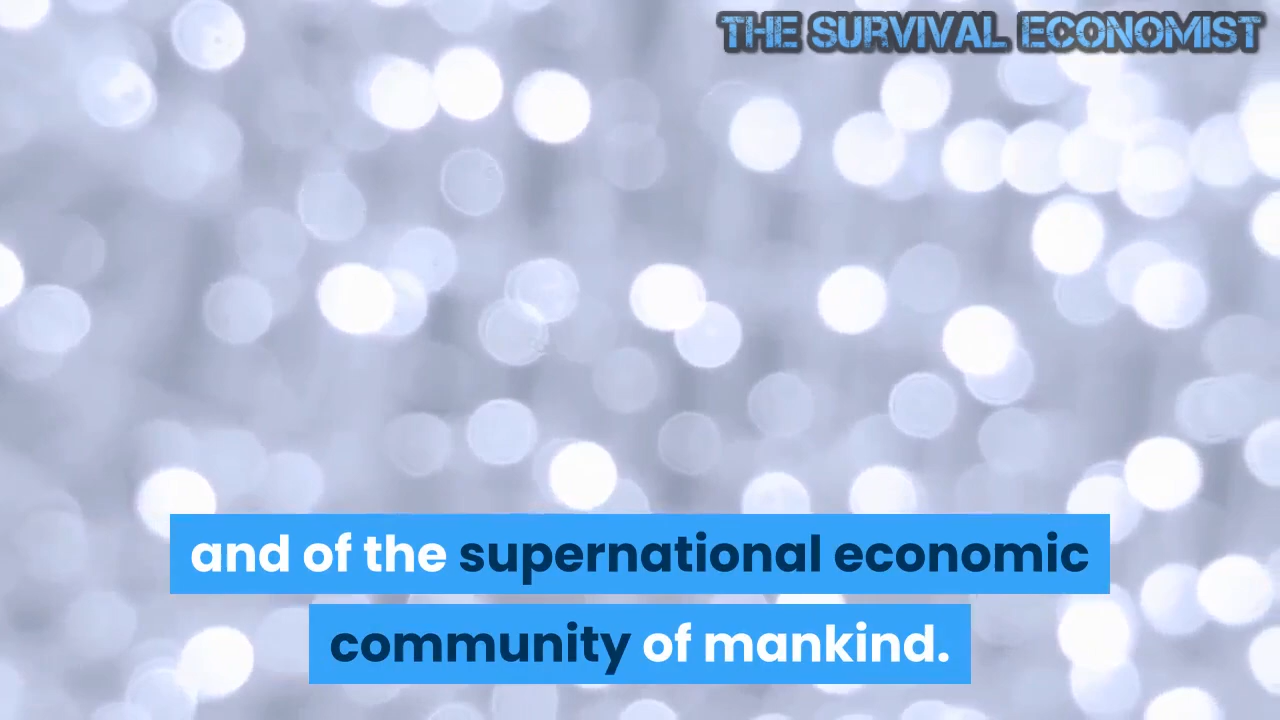 THE SURVIVAL ECONOMIST
and of the supernational economic
community of mankind.